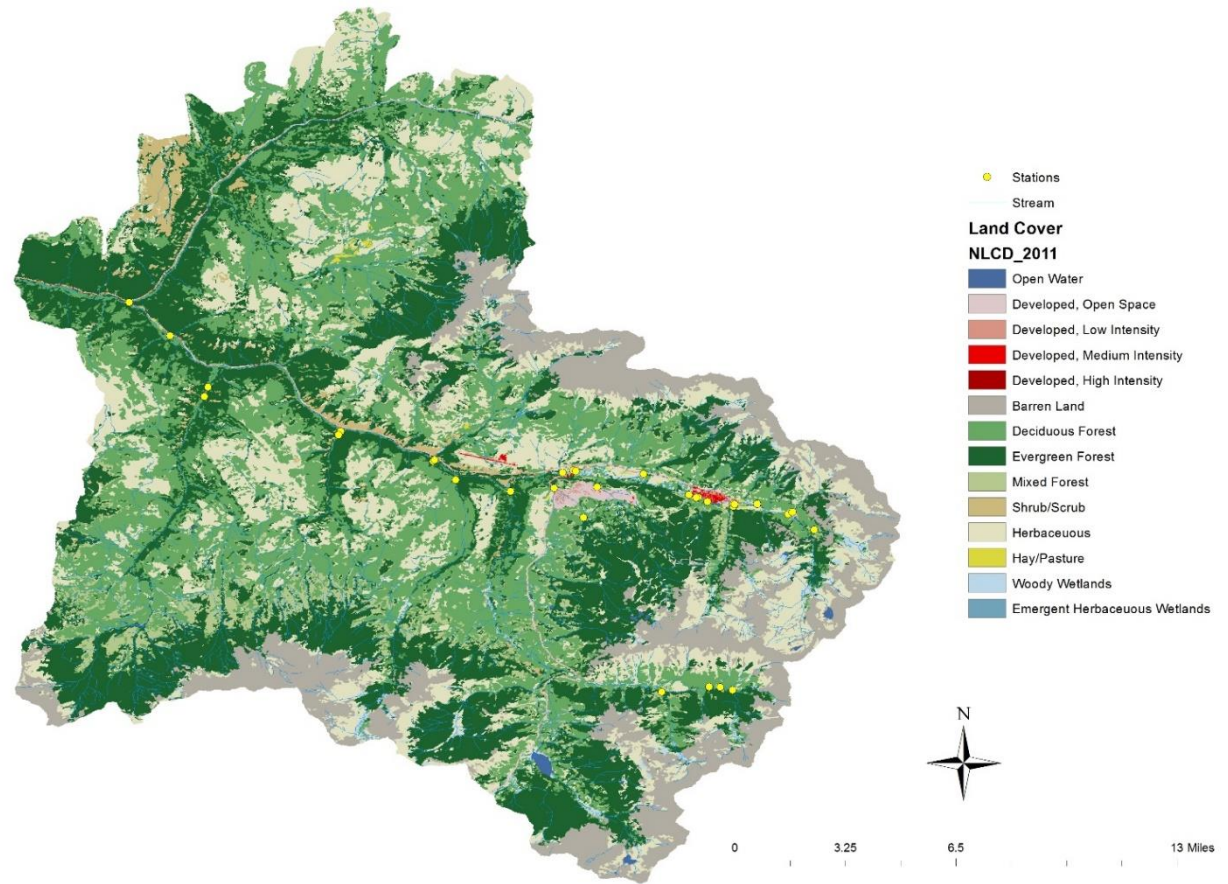 Stations
Stream
Land Cover
NLCD_2011
Open Water
Developed, Open Space
Developed, Low Intensity
Developed, Medium Intensity
Developed, High Intensity
Barren Land
Deciduous Forest
Evergreen Forest
Mixed Forest
Shrub/Scrub
Herbaceuous
Hay/Pasture
Woody Wetlands
Emergent Herbaceuous Wetlands
N
0 3.25 6.5 13 Miles